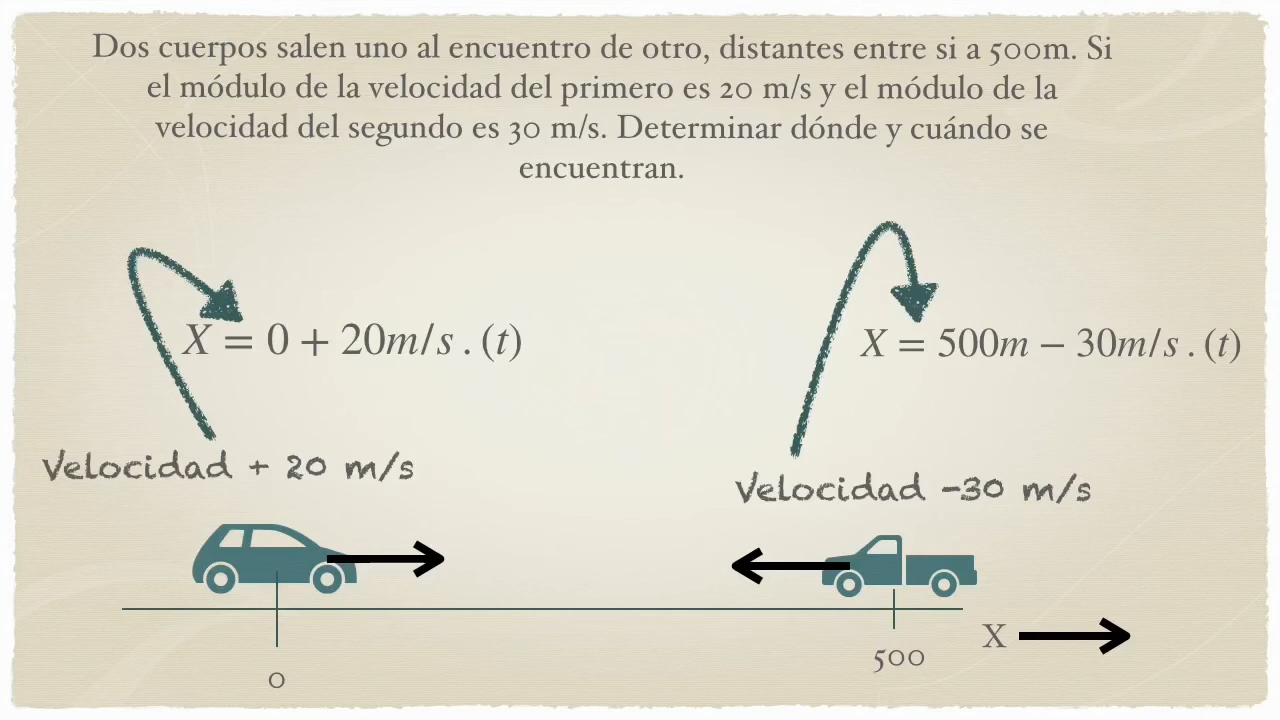 Dos cuerpos salen uno al encuentro de otro, distantes entre si a 500m. Si
el módulo de la velocidad del primero es 20 m/s y el módulo de la
velocidad del segundo es 30 m/s. Determinar dónde y cuándo se
encuentran.
X = 0 + 20m/s . (t)
X = 500m − 30m/s . (t)
Velocidad + 20 m/s
Velocidad -30 m/s
X
500
0